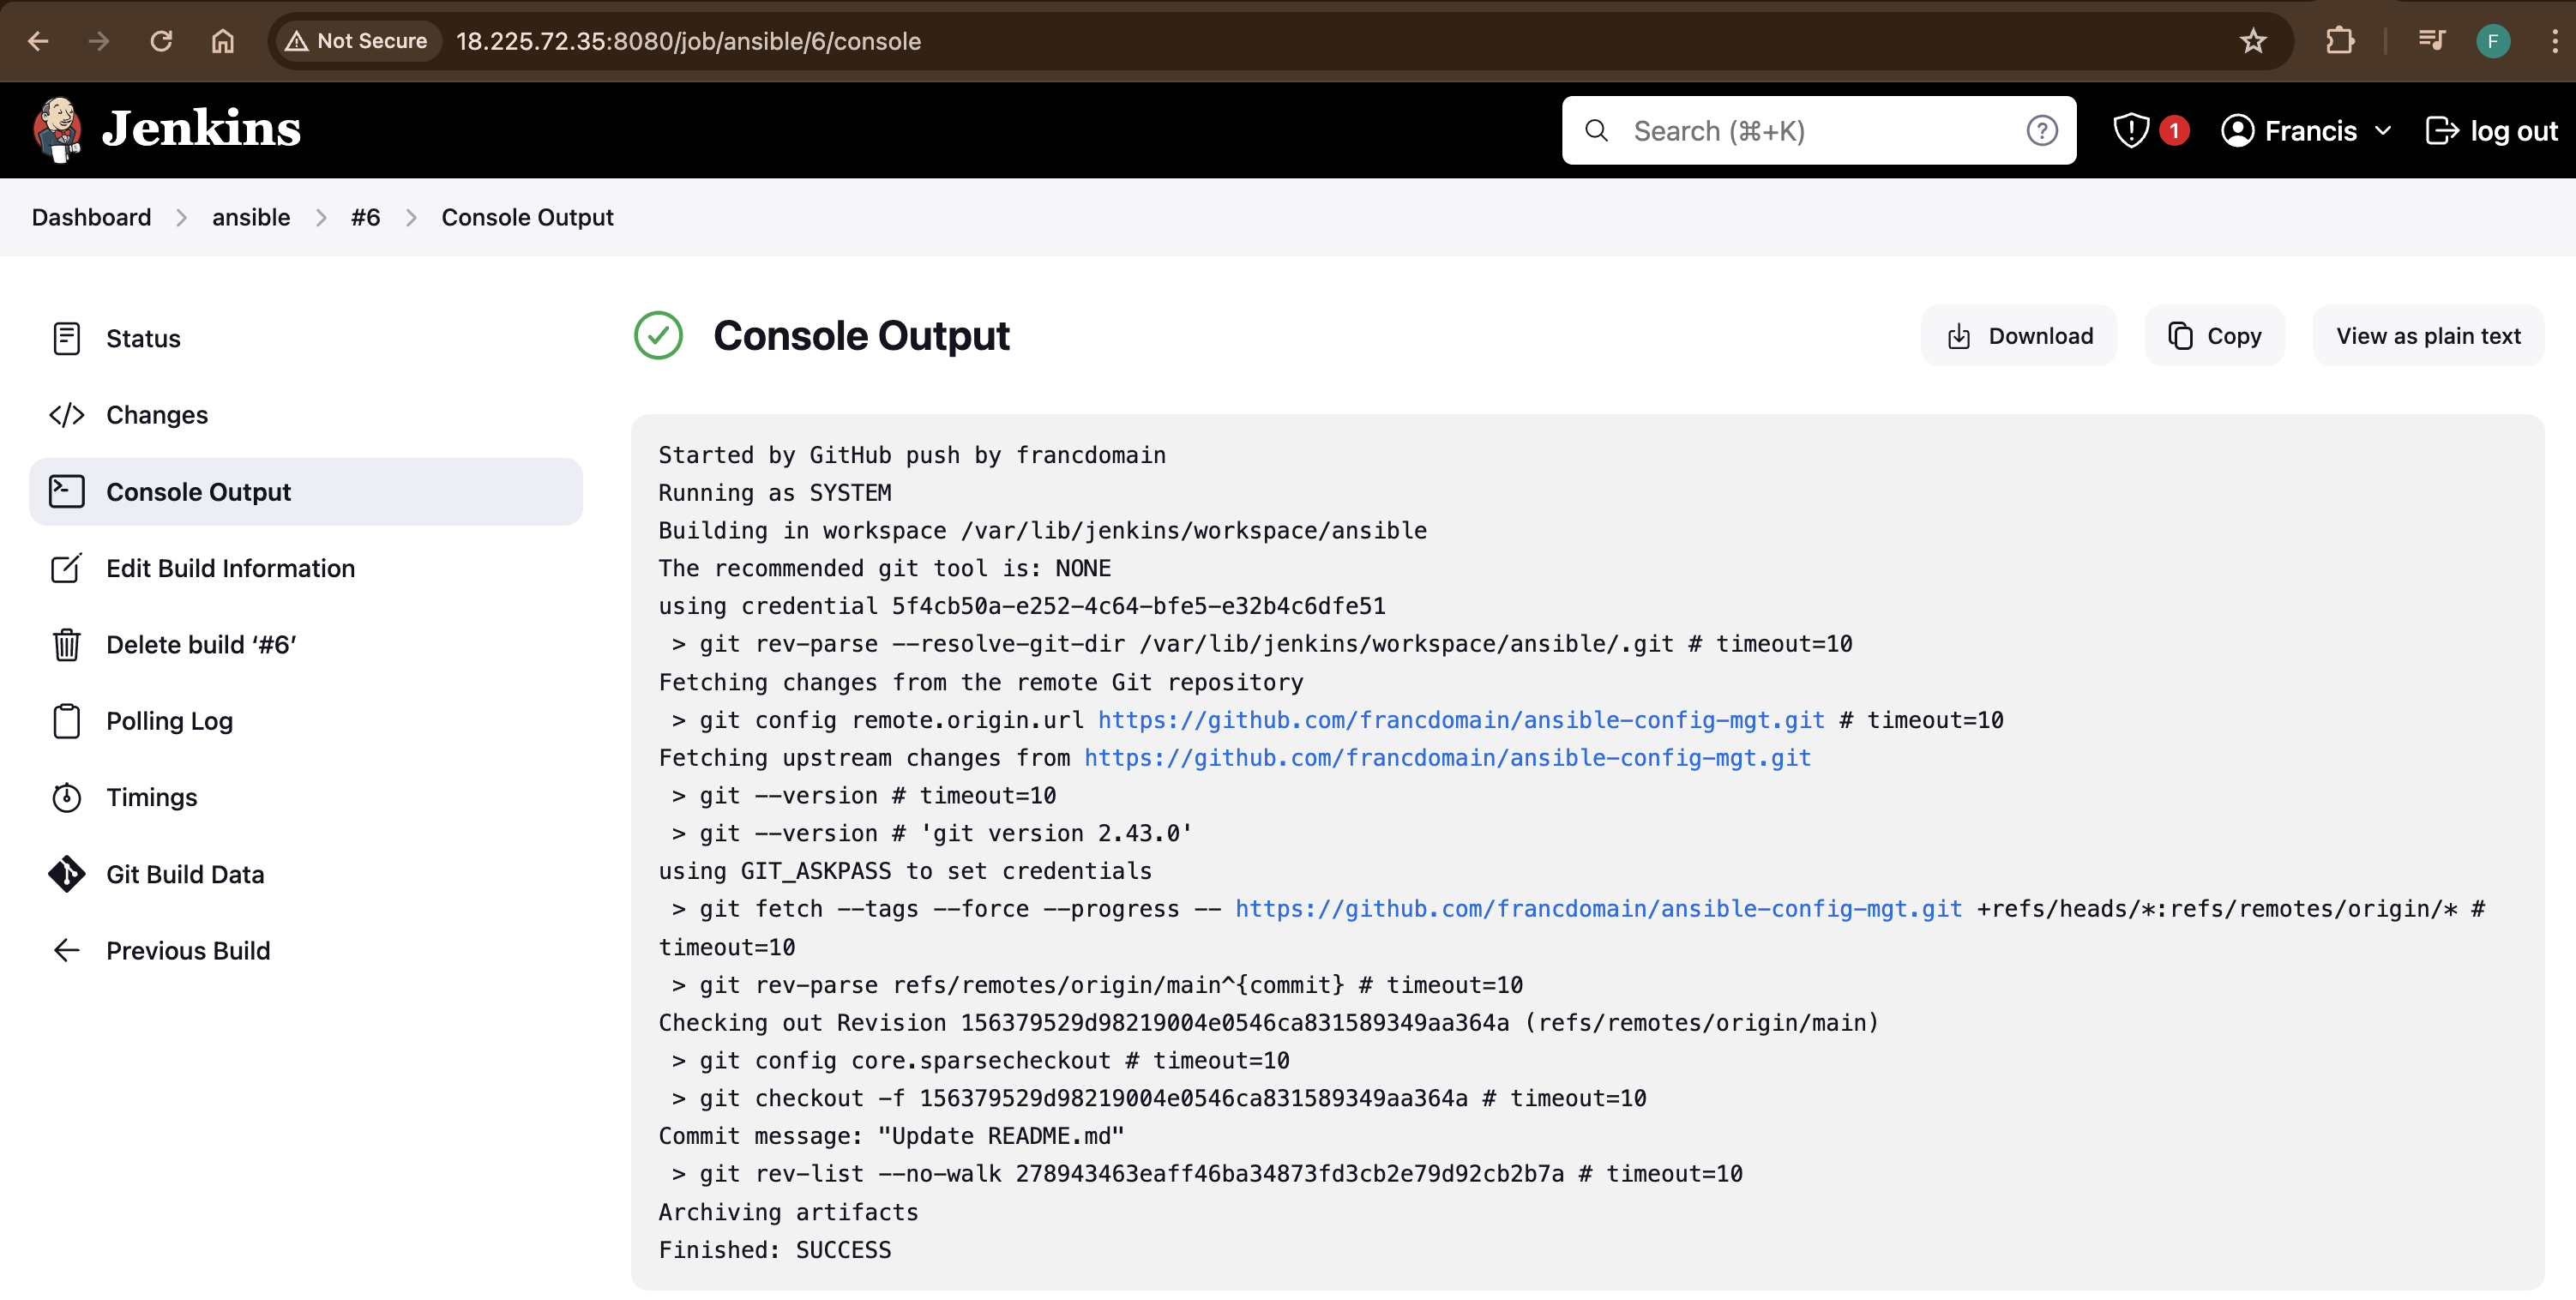 Not Secure 18.225.72.35:8080/job/ansible/6/console F
Jenkins Search (⌘+K) ? 1 Francis log out
Dashboard > ansible > #6 > Console Output
Status
Changes
Console Output
Edit Build Information
Delete build ‘#6’
Polling Log
Timings
Git Build Data
Previous Build
Console Output Download Copy View as plain text
Started by GitHub push by francdomain
Running as SYSTEM
Building in workspace /var/lib/jenkins/workspace/ansible
The recommended git tool is: NONE
using credential 5f4cb50a-e252-4c64-bfe5-e32b4c6dfe51
 > git rev-parse --resolve-git-dir /var/lib/jenkins/workspace/ansible/.git # timeout=10
Fetching changes from the remote Git repository
 > git config remote.origin.url https://github.com/francdomain/ansible-config-mgt.git # timeout=10
Fetching upstream changes from https://github.com/francdomain/ansible-config-mgt.git
 > git --version # timeout=10
 > git --version # 'git version 2.43.0'
using GIT_ASKPASS to set credentials
 > git fetch --tags --force --progress -- https://github.com/francdomain/ansible-config-mgt.git +refs/heads/*:refs/remotes/origin/* #
timeout=10
 > git rev-parse refs/remotes/origin/main^{commit} # timeout=10
Checking out Revision 156379529d98219004e0546ca831589349aa364a (refs/remotes/origin/main)
 > git config core.sparsecheckout # timeout=10
 > git checkout -f 156379529d98219004e0546ca831589349aa364a # timeout=10
Commit message: "Update README.md"
 > git rev-list --no-walk 278943463eaff46ba34873fd3cb2e79d92cb2b7a # timeout=10
Archiving artifacts
Finished: SUCCESS